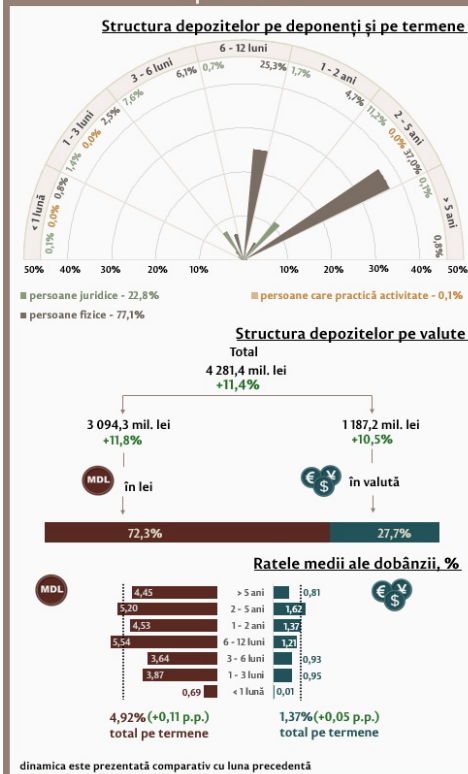 Structura depozitelor pe deponenți și pe termene
< 1 lună
1 - 3 luni
3 - 6 luni
6 - 12 luni
1 - 2 ani
2 - 5 ani
> 5 ani
0,1% 0,0% 0,8%
1,4% 0,0% 2,5%
7,6% 6,1%
0,7% 25,3%
1,7% 4,7%
11,2% 0,0% 37,0%
0,1% 0,8%
50% 40% 30% 20% 10% 10% 20% 30% 40% 50%
persoane juridice - 22,8%
persoane care practică activitate - 0,1%
persoane fizice - 77,1%
Structura depozitelor pe valute
Total
4 281,4 mil. lei
+11,4%
3 094,3 mil. lei 1 187,2 mil. lei
+11,8% +10,5%
MDL în lei € ¥ $ în valută
72,3% 27,7%
Ratele medii ale dobânzii, %
MDL € ¥ $
4,45 > 5 ani 0,81
5,20 2 - 5 ani 1,62
4,53 1 - 2 ani 1,37
5,54 6 - 12 luni 1,21
3,64 3 - 6 luni 0,93
3,87 1 - 3 luni 0,95
0,69 < 1 lună 0,01
4,92% (+0,11 p.p.) 1,37% (+0,05 p.p.)
total pe termene total pe termene
dinamica este prezentată comparativ cu luna precedentă